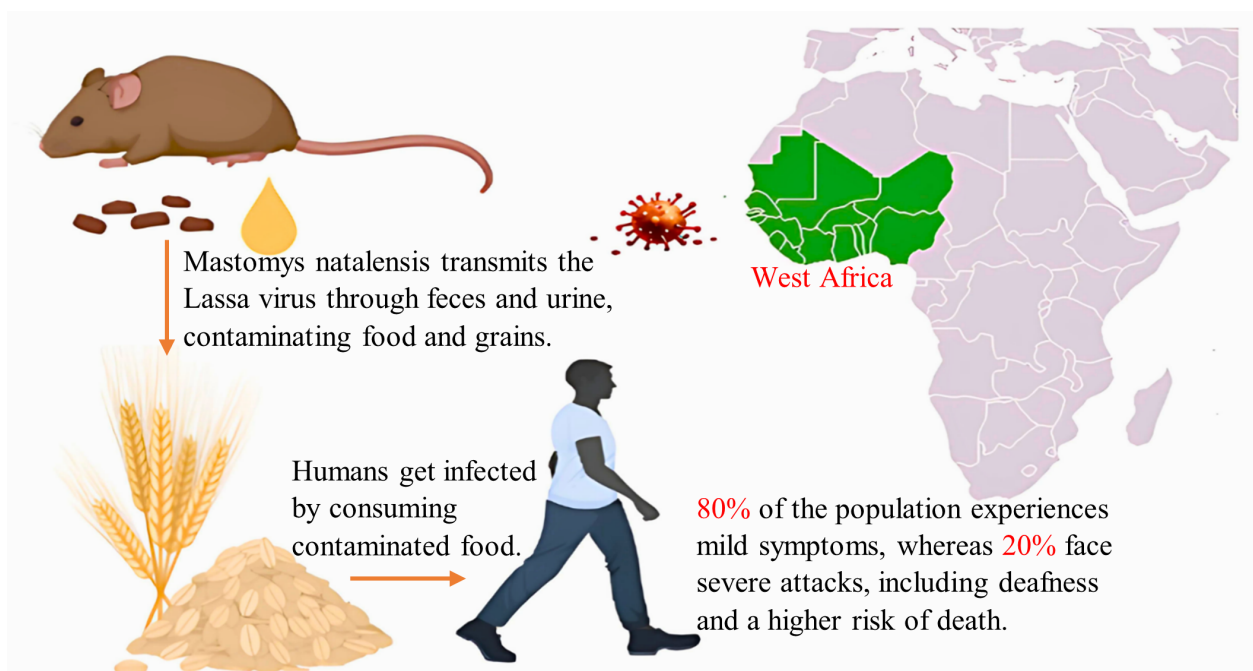 Mastomys natalensis transmits the
Lassa virus through feces and urine,
contaminating food and grains.
West Africa
Humans get infected
by consuming
contaminated food.
80% of the population experiences
mild symptoms, whereas 20% face
severe attacks, including deafness
and a higher risk of death.